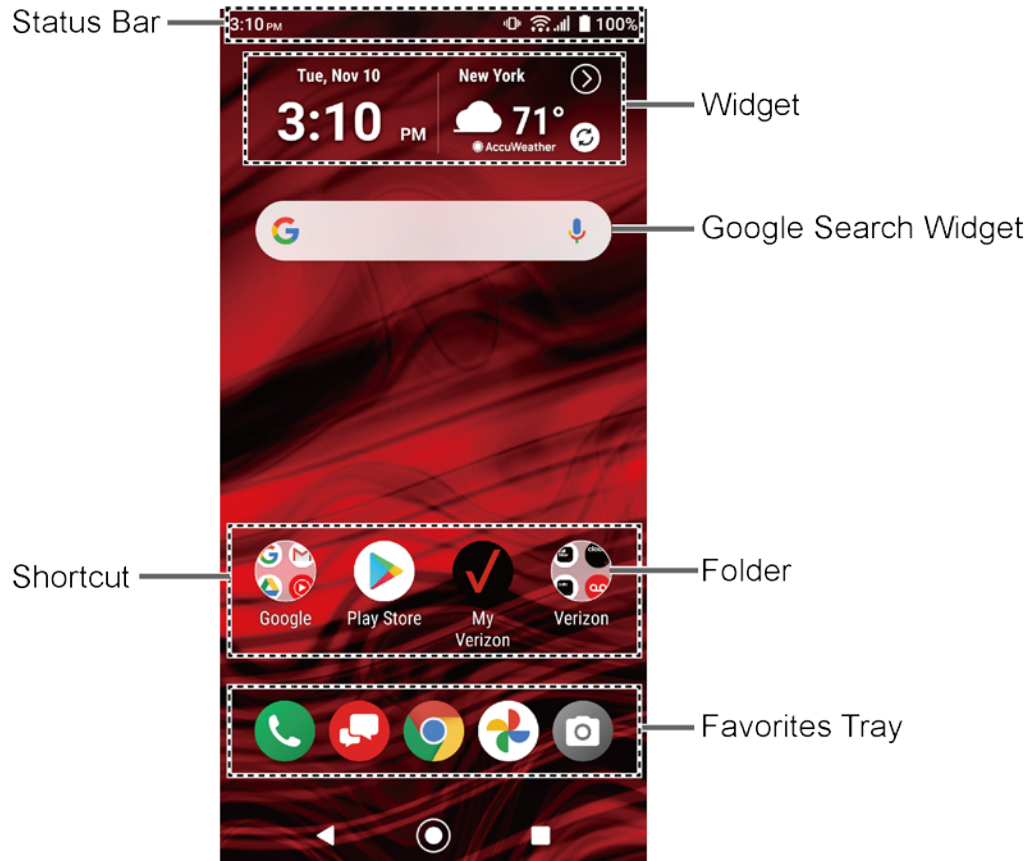 Status Bar
3:10 PM
100%
Tue, Nov 10
New York
3:10 PM
71°
AccuWeather
Widget
Google Search Widget
Shortcut
Folder
Google
Play Store
My
Verizon
Verizon
Favorites Tray